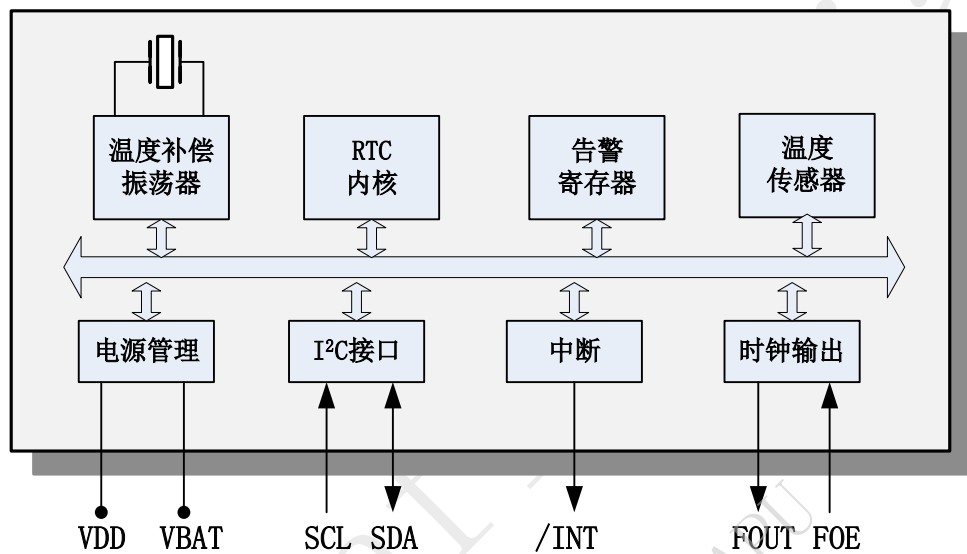 温度补偿
振荡器
RTC
内核
告警
寄存器
温度
传感器
电源管理
I²C接口
中断
时钟输出
VDD
VBAT
SCL
SDA
/INT
FOUT
FOE